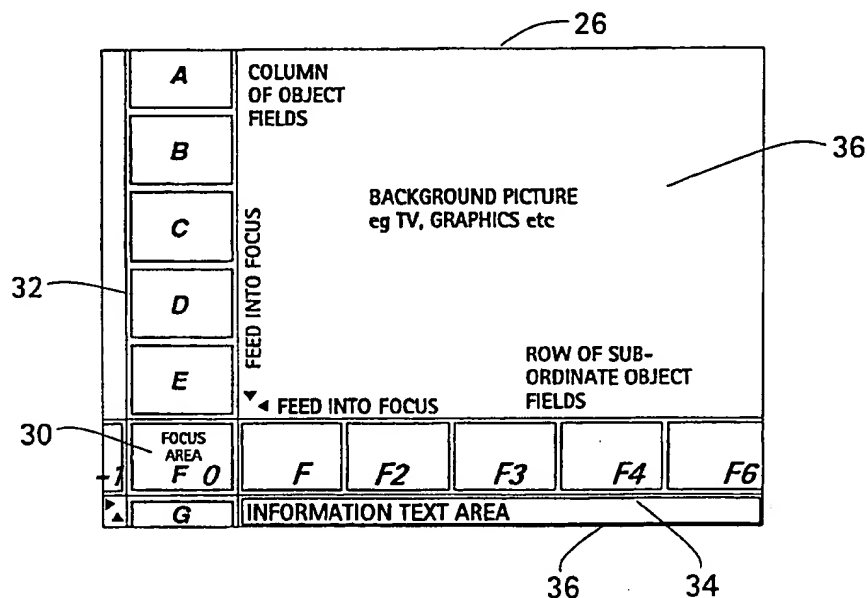 26
A
COLUMN
OF OBJECT
FIELDS
36
B
BACKGROUND PICTURE
eg TV, GRAPHICS etc
C
FEED INTO FOCUS
32
D
E
ROW OF SUB-
ORDINATE OBJECT
FIELDS
FEED INTO FOCUS
30
FOCUS
AREA
-1 F 0 F F2 F3 F4 F6
G INFORMATION TEXT AREA
36 34